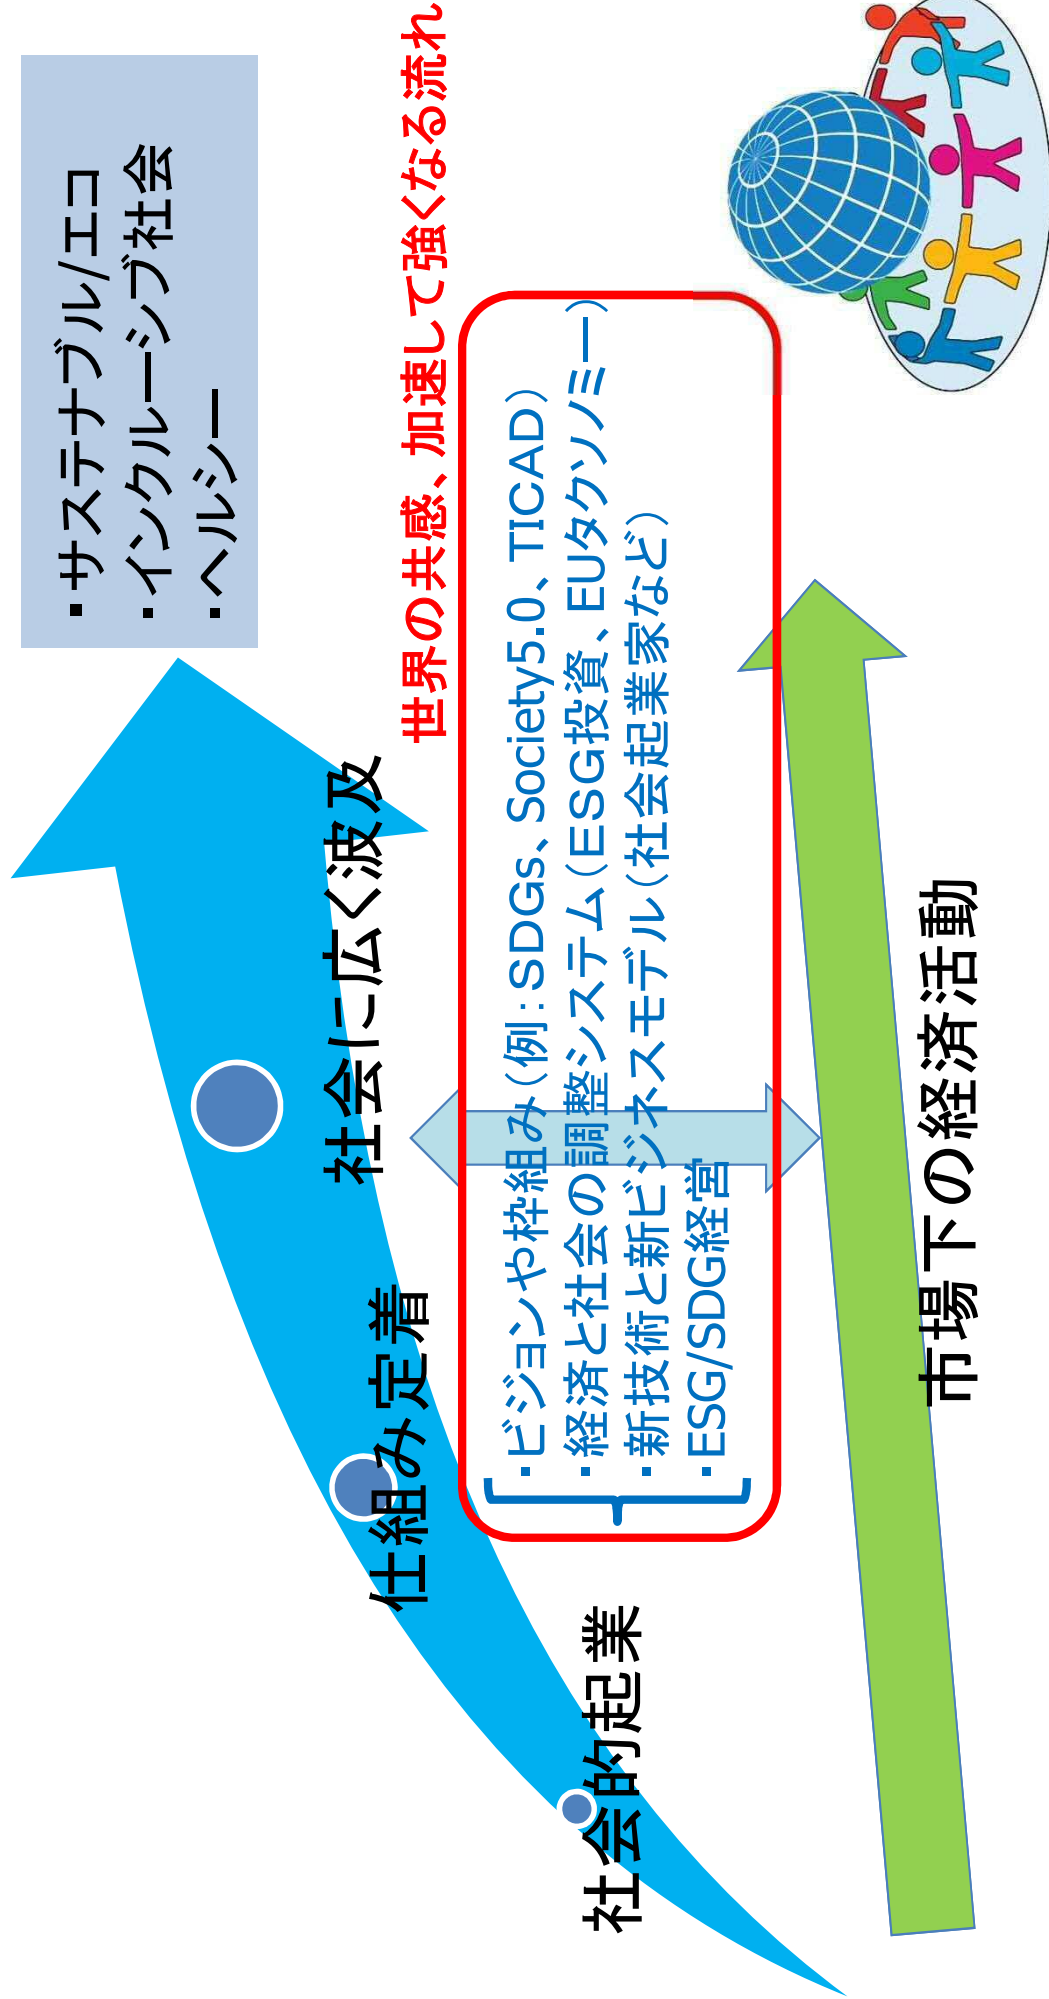 ・サステナブル/エコ
・インクルーシブ社会
・ヘルシー
世界の共感、加速して強くなる流れ
社会に広く波及
仕組み定着
社会的起業
・ビジョンや枠組み（例：SDGs、Society5.0、TICAD）
・経済と社会の調整システム（ESG投資、EUタクソノミー）
・新技術と新ビジネスモデル（社会起業家など）
・ESG/SDG経営
市場下の経済活動